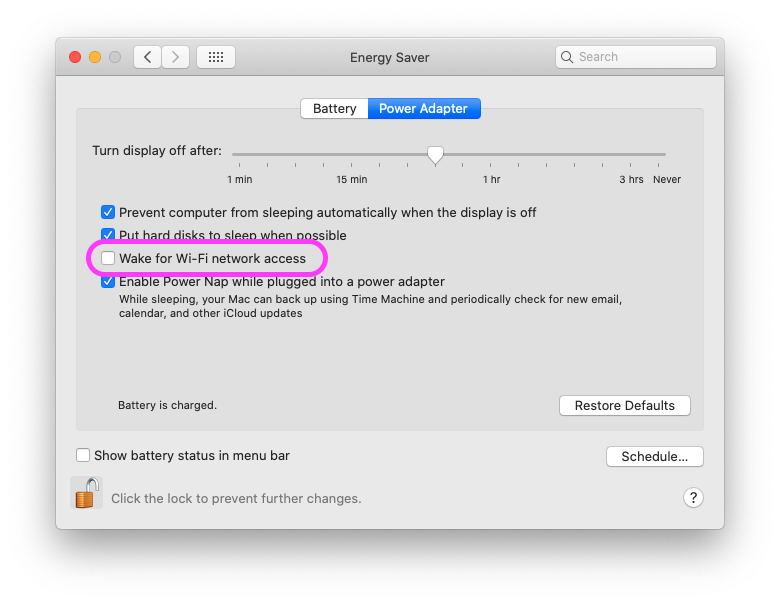 Energy Saver
Search
Battery
Power Adapter
Turn display off after:
1 min
15 min
1 hr
3 hrs
Never
Prevent computer from sleeping automatically when the display is off
Put hard disks to sleep when possible
Wake for Wi-Fi network access
Enable Power Nap while plugged into a power adapter
While sleeping, your Mac can back up using Time Machine and periodically check for new email,
calendar, and other iCloud updates
Battery is charged.
Restore Defaults
Show battery status in menu bar
Schedule...
Click the lock to prevent further changes.
?